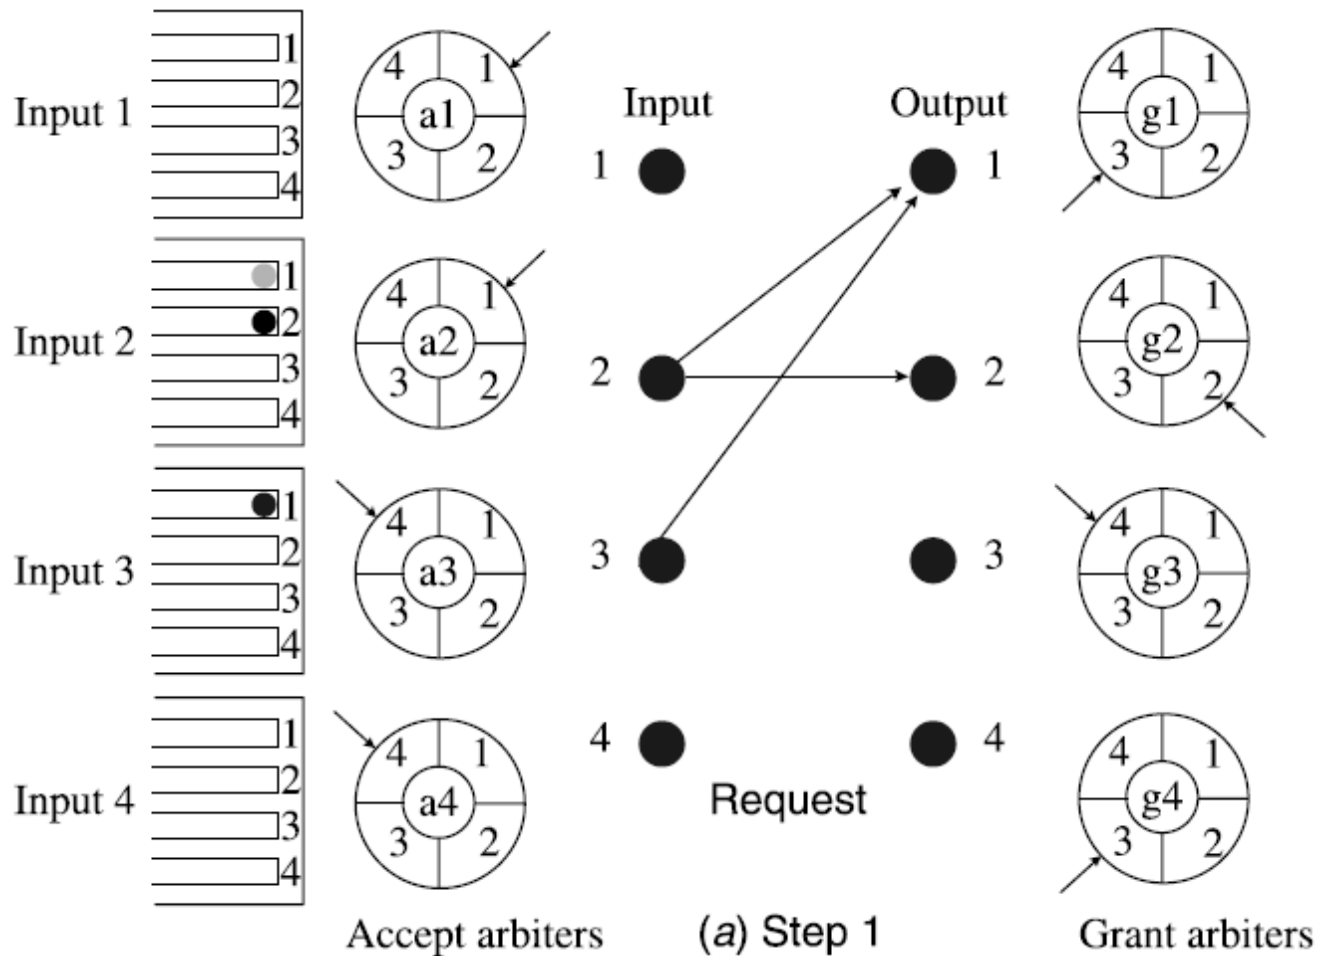 Input 1
1
2
3
4
4 1
a1
3 2
Input
Output
1
1
4 1
g1
3 2
Input 2
1
2
3
4
4 1
a2
3 2
2
2
4 1
g2
3 2
Input 3
1
2
3
4
4 1
a3
3 2
3
3
4 1
g3
3 2
Input 4
1
2
3
4
4 1
a4
3 2
4
4
Request
4 1
g4
3 2
Accept arbiters
(a) Step 1
Grant arbiters